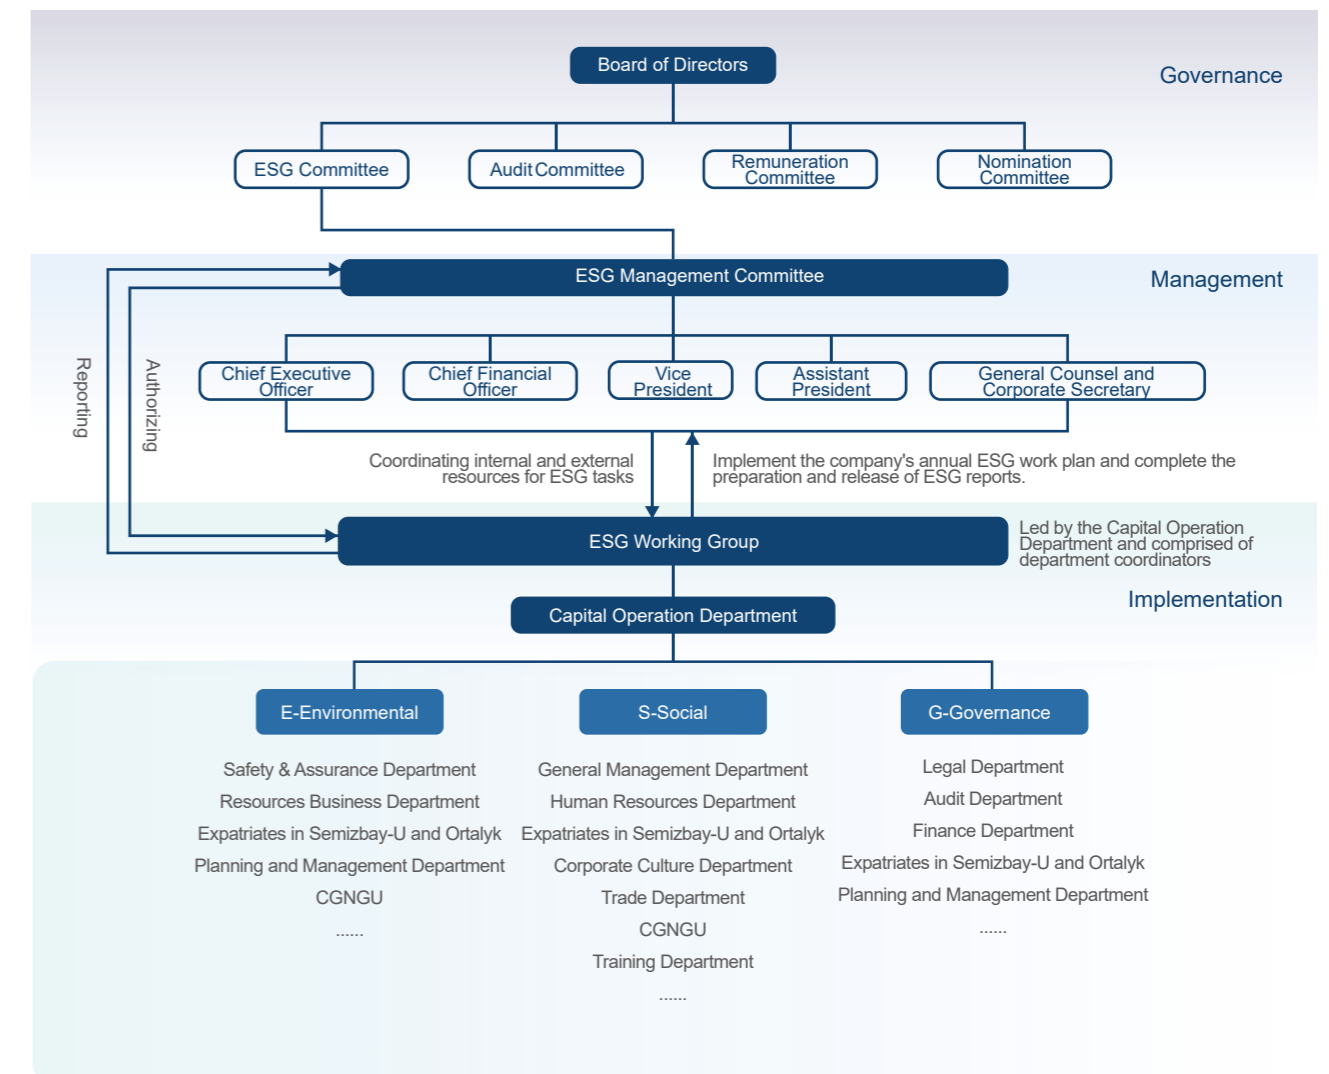 Board of Directors
Governance
ESG Committee
Audit Committee
Remuneration
Committee
Nomination
Committee
ESG Management Committee
Management
Reporting
Authorizing
Chief Executive
Officer
Chief Financial
Officer
Vice
President
Assistant
President
General Counsel and
Corporate Secretary
Coordinating internal and external
resources for ESG tasks
Implement the company's annual ESG work plan and complete the
preparation and release of ESG reports.
ESG Working Group
Led by the Capital Operation
Department and comprised of
department coordinators
Implementation
Capital Operation Department
E-Environmental
Safety & Assurance Department
Resources Business Department
Expatriates in Semizbay-U and Ortalyk
Planning and Management Department
CGNGU
......
S-Social
General Management Department
Human Resources Department
Expatriates in Semizbay-U and Ortalyk
Corporate Culture Department
Trade Department
CGNGU
Training Department
......
G-Governance
Legal Department
Audit Department
Finance Department
Expatriates in Semizbay-U and Ortalyk
Planning and Management Department
......